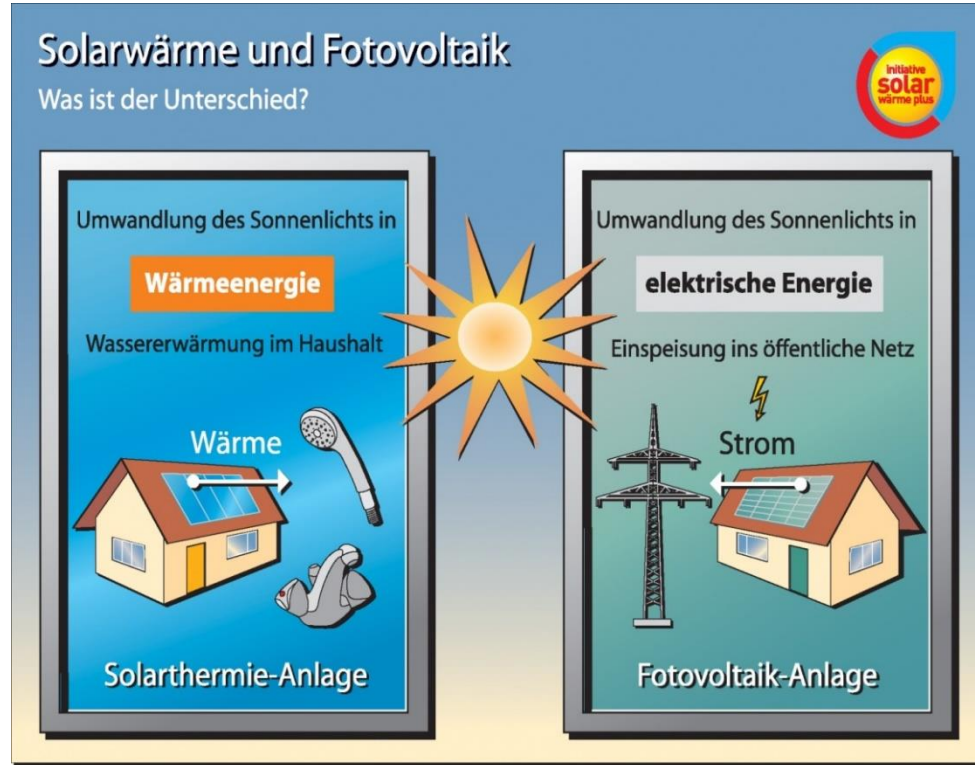 Solarwärme und Fotovoltaik
Was ist der Unterschied?
initiative
solar
wärme plus
Umwandlung des Sonnenlichts in
Wärmeenergie
Wassererwärmung im Haushalt
Wärme
Solarthermie-Anlage
Umwandlung des Sonnenlichts in
elektrische Energie
Einspeisung ins öffentliche Netz
Strom
Fotovoltaik-Anlage